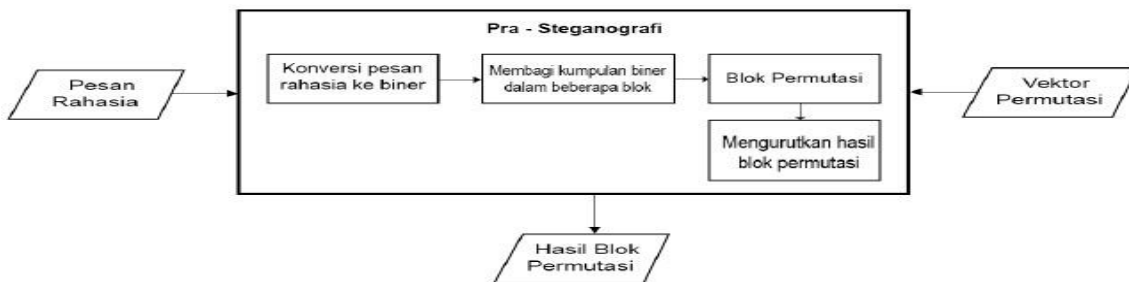 Pra - Steganografi
Pesan
Rahasia
Konversi pesan
rahasia ke biner
Membagi kumpulan biner
dalam beberapa blok
Blok Permutasi
Vektor
Permutasi
Mengurutkan hasil
blok permutasi
Hasil Blok
Permutasi